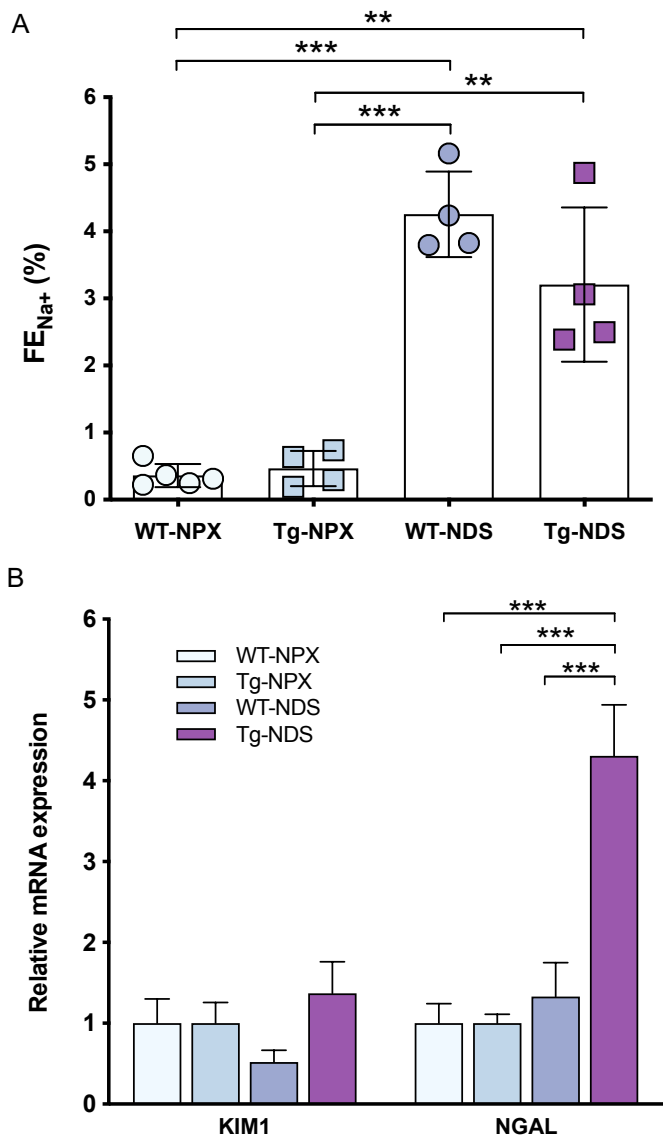 A
**
***
**
***
6
5
4
3
2
1
0
FE_Na+ (%)
WT-NPX Tg-NPX WT-NDS Tg-NDS
B
***
***
***
6
5
4
3
2
1
0
Relative mRNA expression
WT-NPX
Tg-NPX
WT-NDS
Tg-NDS
KIM1 NGAL